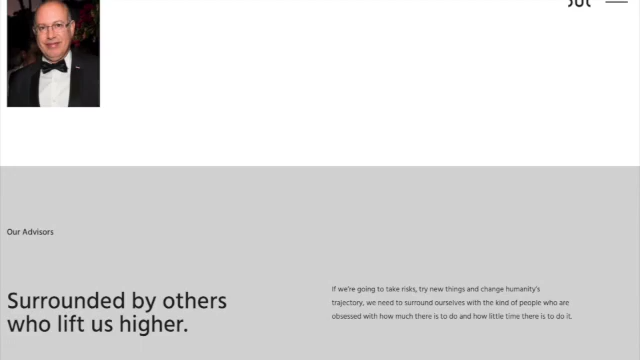 Our Advisors
Surrounded by others
who lift us higher.
If we're going to take risks, try new things and change humanity's
trajectory, we need to surround ourselves with the kind of people who are
obsessed with how much there is to do and how little time there is to do it.